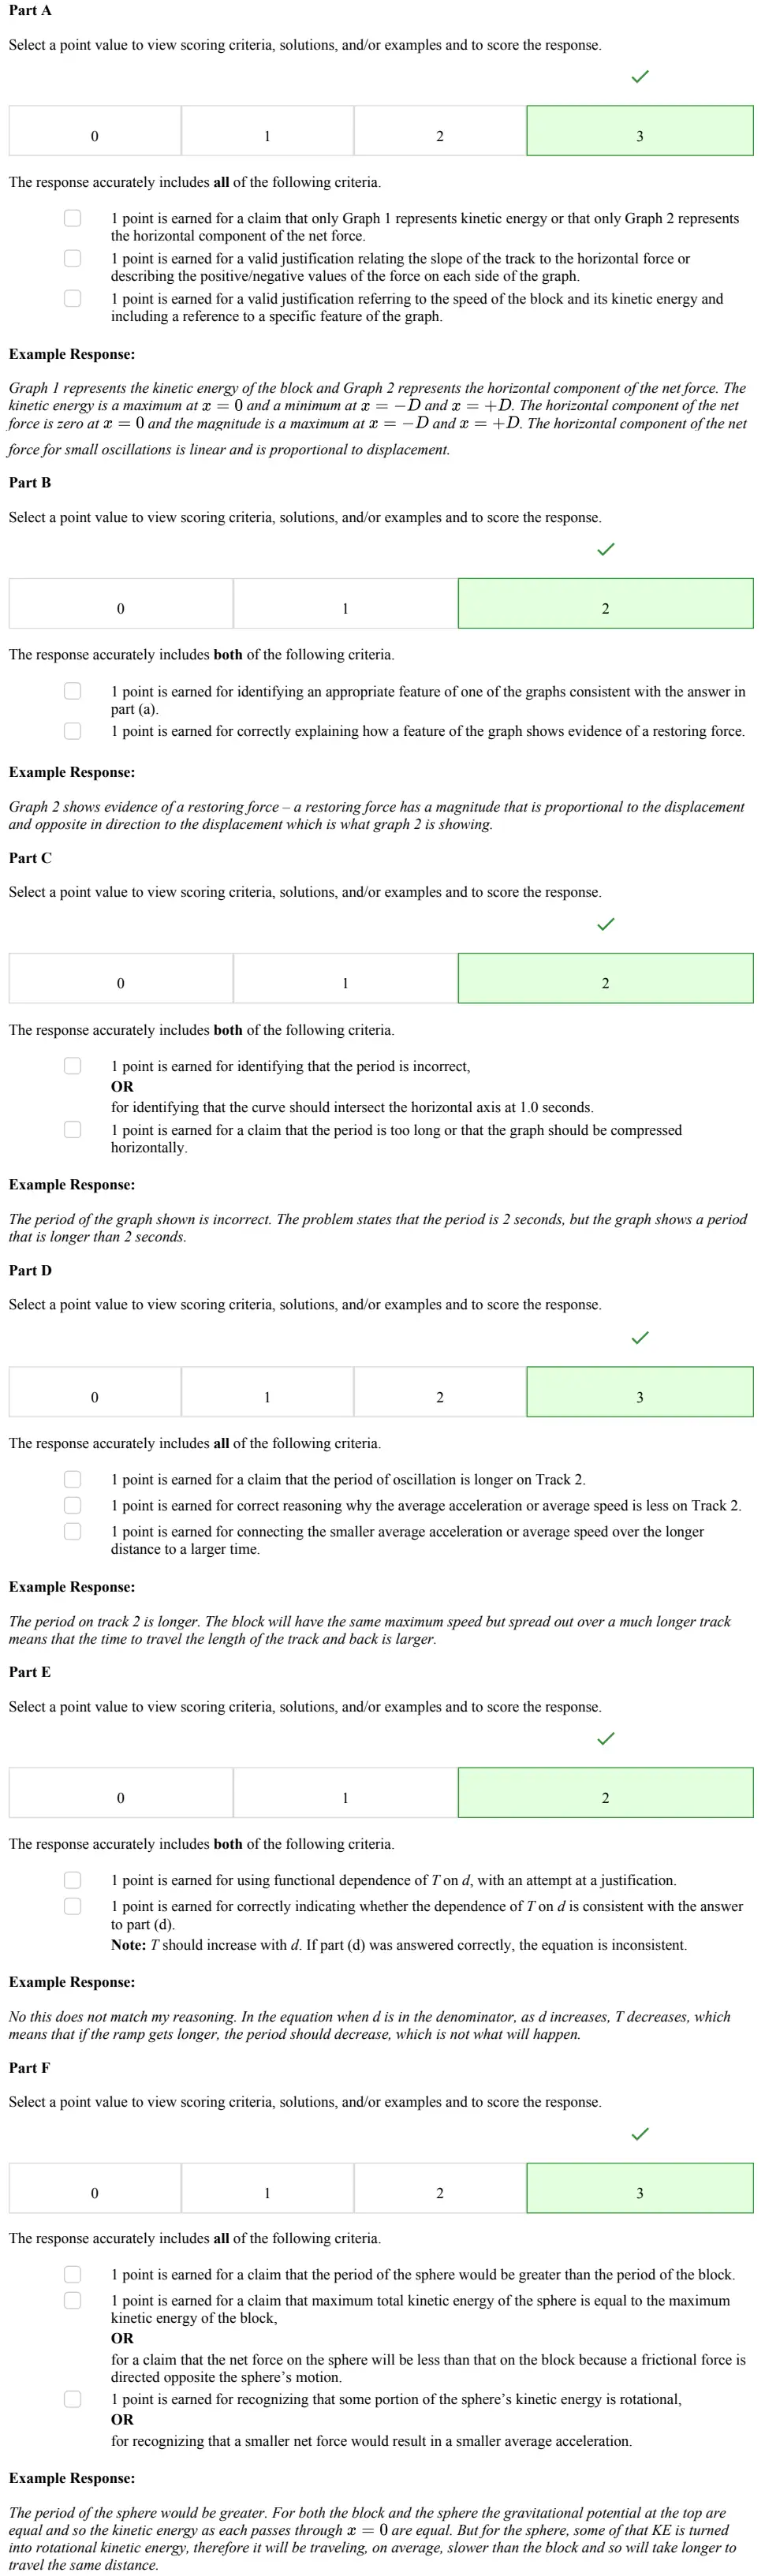 Part A
Select a point value to view scoring criteria, solutions, and/or examples and to score the response.
0 1 2 3
The response accurately includes all of the following criteria.
1 point is earned for a claim that only Graph 1 represents kinetic energy or that only Graph 2 represents
the horizontal component of the net force.
1 point is earned for a valid justification relating the slope of the track to the horizontal force or
describing the positive/negative values of the force on each side of the graph.
1 point is earned for a valid justification referring to the speed of the block and its kinetic energy and
including a reference to a specific feature of the graph.
Example Response:
Graph 1 represents the kinetic energy of the block and Graph 2 represents the horizontal component of the net force. The
kinetic energy is a maximum at x = 0 and a minimum at x = −D and x = +D. The horizontal component of the net
force is zero at x = 0 and the magnitude is a maximum at x = −D and x = +D. The horizontal component of the net
force for small oscillations is linear and is proportional to displacement.
Part B
Select a point value to view scoring criteria, solutions, and/or examples and to score the response.
0 1 2
The response accurately includes both of the following criteria.
1 point is earned for identifying an appropriate feature of one of the graphs consistent with the answer in
part (a).
1 point is earned for correctly explaining how a feature of the graph shows evidence of a restoring force.
Example Response:
Graph 2 shows evidence of a restoring force – a restoring force has a magnitude that is proportional to the displacement
and opposite in direction to the displacement which is what graph 2 is showing.
Part C
Select a point value to view scoring criteria, solutions, and/or examples and to score the response.
0 1 2
The response accurately includes both of the following criteria.
1 point is earned for identifying that the period is incorrect,
OR
for identifying that the curve should intersect the horizontal axis at 1.0 seconds.
1 point is earned for a claim that the period is too long or that the graph should be compressed
horizontally.
Example Response:
The period of the graph shown is incorrect. The problem states that the period is 2 seconds, but the graph shows a period
that is longer than 2 seconds.
Part D
Select a point value to view scoring criteria, solutions, and/or examples and to score the response.
0 1 2 3
The response accurately includes all of the following criteria.
1 point is earned for a claim that the period of oscillation is longer on Track 2.
1 point is earned for correct reasoning why the average acceleration or average speed is less on Track 2.
1 point is earned for connecting the smaller average acceleration or average speed over the longer
distance to a larger time.
Example Response:
The period on track 2 is longer. The block will have the same maximum speed but spread out over a much longer track
means that the time to travel the length of the track and back is larger.
Part E
Select a point value to view scoring criteria, solutions, and/or examples and to score the response.
0 1 2
The response accurately includes both of the following criteria.
1 point is earned for using functional dependence of T on d, with an attempt at a justification.
1 point is earned for correctly indicating whether the dependence of T on d is consistent with the answer
to part (d).
Note: T should increase with d. If part (d) was answered correctly, the equation is inconsistent.
Example Response:
No this does not match my reasoning. In the equation when d is in the denominator, as d increases, T decreases, which
means that if the ramp gets longer, the period should decrease, which is not what will happen.
Part F
Select a point value to view scoring criteria, solutions, and/or examples and to score the response.
0 1 2 3
The response accurately includes all of the following criteria.
1 point is earned for a claim that the period of the sphere would be greater than the period of the block.
1 point is earned for a claim that maximum total kinetic energy of the sphere is equal to the maximum
kinetic energy of the block,
OR
for a claim that the net force on the sphere will be less than that on the block because a frictional force is
directed opposite the sphere's motion.
1 point is earned for recognizing that some portion of the sphere's kinetic energy is rotational,
OR
for recognizing that a smaller net force would result in a smaller average acceleration.
Example Response:
The period of the sphere would be greater. For both the block and the sphere the gravitational potential at the top are
equal and so the kinetic energy as each passes through x = 0 are equal. But for the sphere, some of that KE is turned
into rotational kinetic energy, therefore it will be traveling, on average, slower than the block and so will take longer to
travel the same distance.